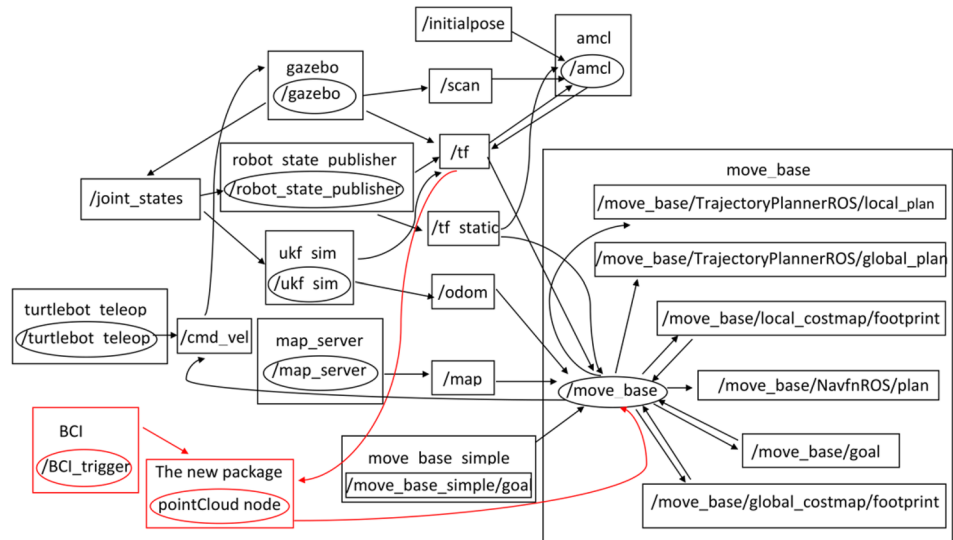 /initialpose
amcl
/amcl
gazebo
/gazebo
/scan
robot state publisher
/robot_state_publisher
/tf
move_base
/joint_states
/move_base/TrajectoryPlannerROS/local_plan
/tf static
ukf sim
/ukf sim
/move_base/TrajectoryPlannerROS/global_plan
/odom
turtlebot teleop
/turtlebot teleop
/cmd_vel
/move_base/local_costmap/footprint
map_server
/map_server
/map
/move_base
/move_base/NavfnROS/plan
BCI
/BCI_trigger
The new package
pointCloud node
move base simple
/move_base_simple/goal
/move_base/goal
/move_base/global_costmap/footprint